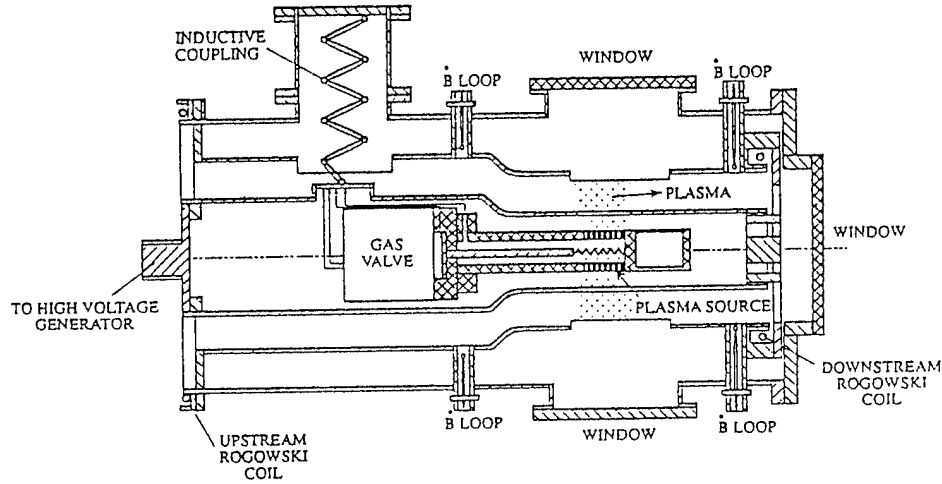 INDUCTIVE
COUPLING
Ḃ LOOP
WINDOW
Ḃ LOOP
PLASMA
GAS
VALVE
WINDOW
TO HIGH VOLTAGE
GENERATOR
PLASMA SOURCE
DOWNSTREAM
ROGOWSKI
COIL
Ḃ LOOP
WINDOW
Ḃ LOOP
UPSTREAM
ROGOWSKI
COIL